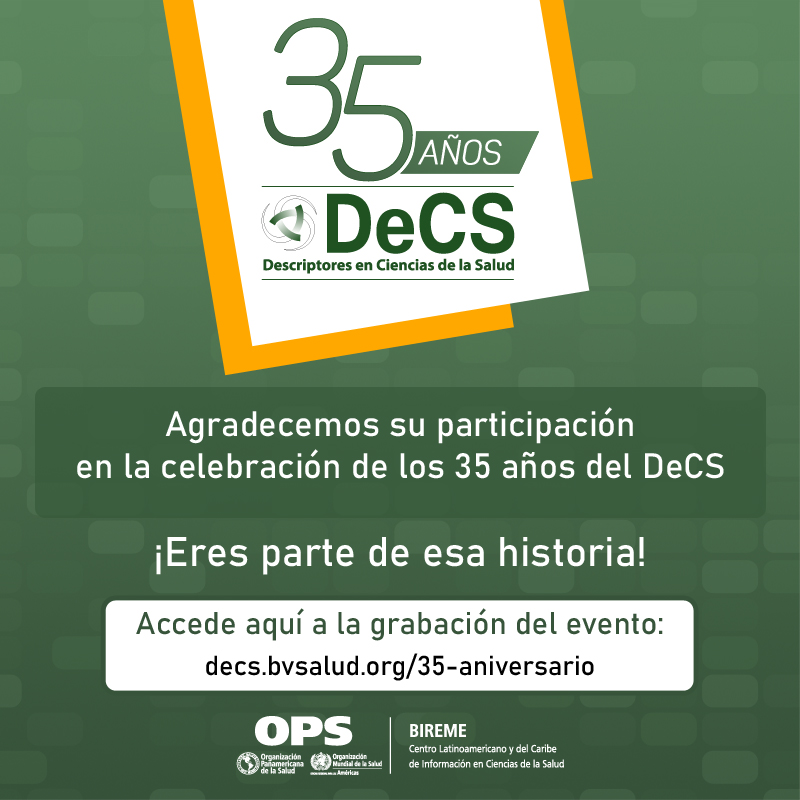 35
AÑOS
DeCS
Descriptores en Ciencias de la Salud
Agradecemos su participación
en la celebración de los 35 años del DeCS
¡Eres parte de esa historia!
Accede aquí a la grabación del evento:
decs.bvsalud.org/35-aniversario
OPS
Organización
Panamericana
de la Salud
Organización
Mundial de la Salud
Américas
BIREME
Centro Latinoamericano y del Caribe
de Información en Ciencias de la Salud